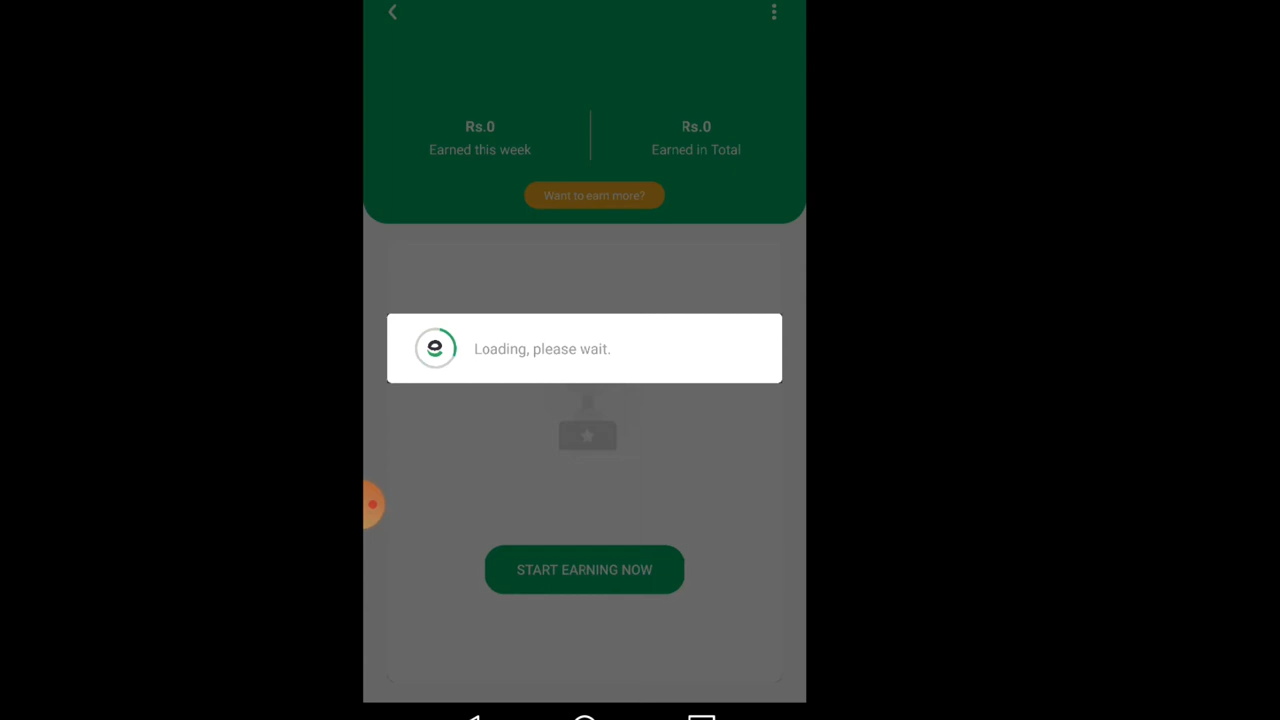 Rs.0
Rs.0
Earned this week
Earned in Total
Want to earn more?
Loading, please wait.
START EARNING NOW